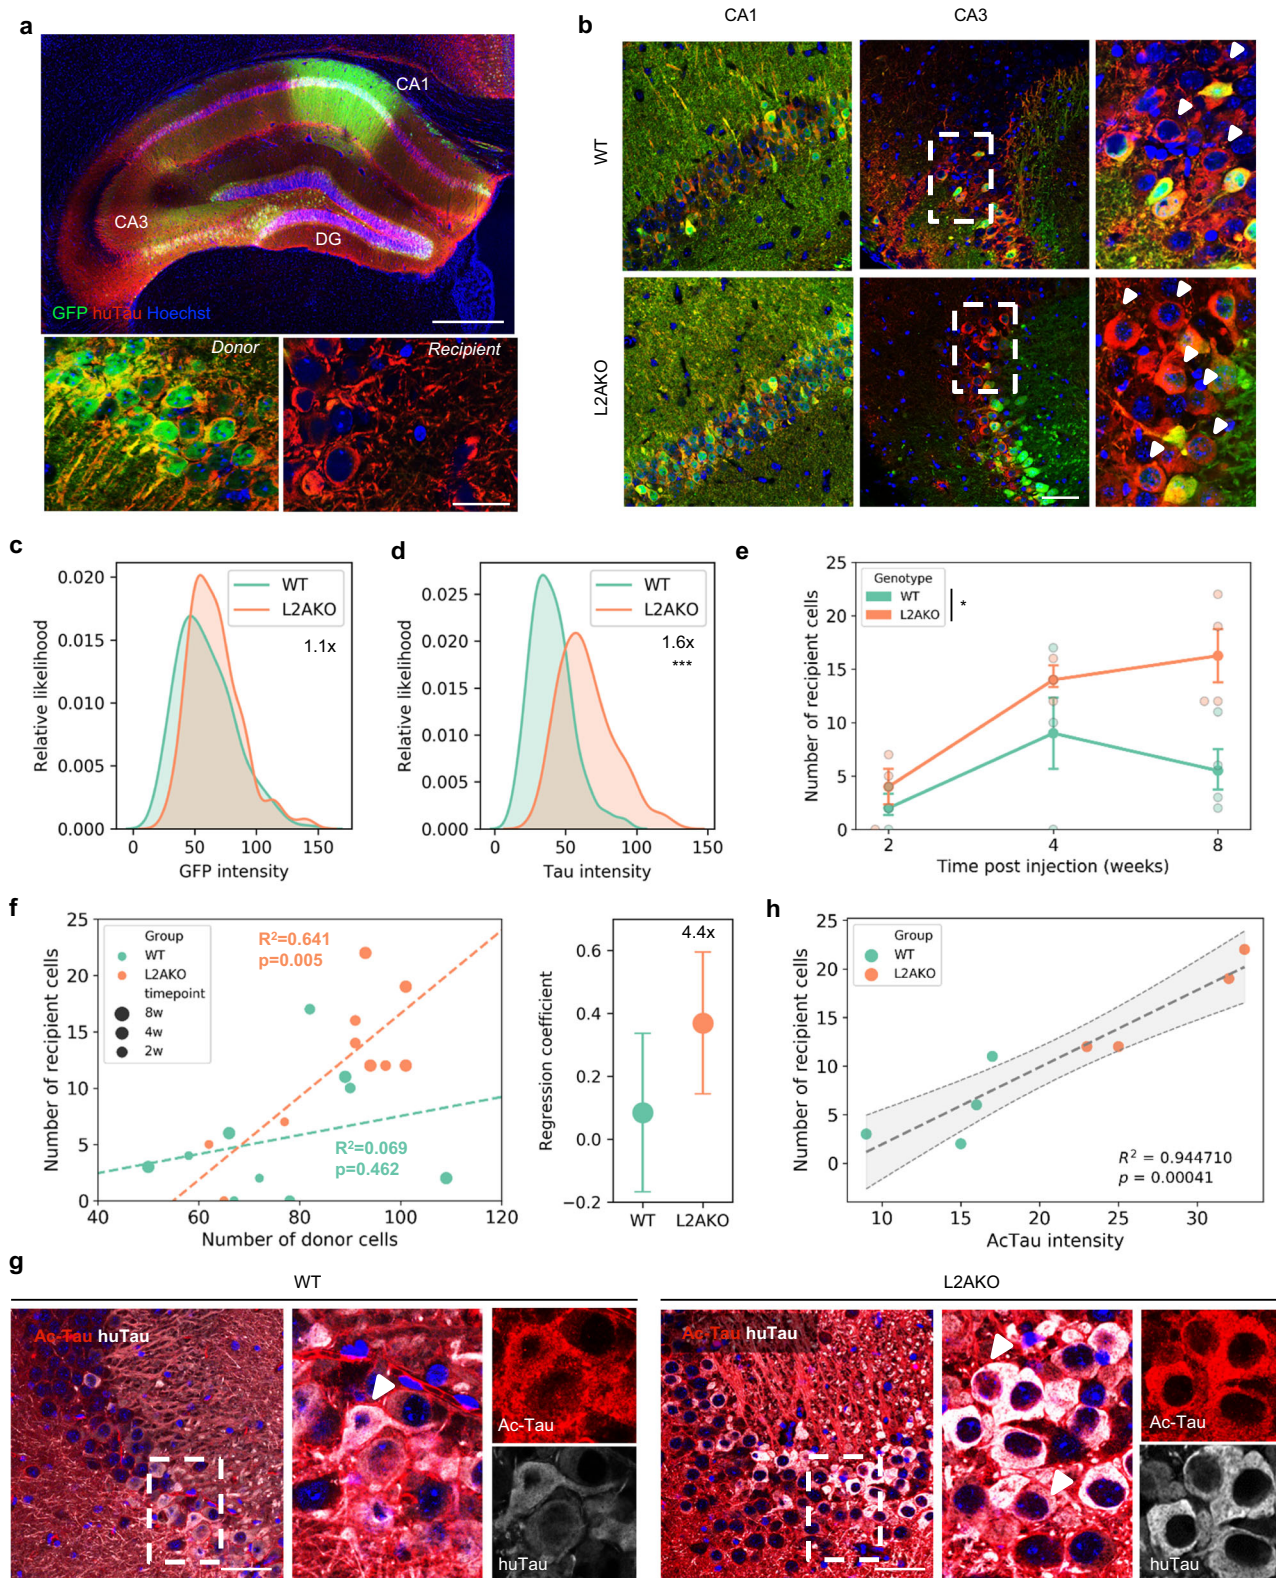 a
CA1
CA3
DG
GFP huTau Hoechst
Donor
Recipient
b
CA1
CA3
WT
L2AKO
c
Relative likelihood
0.020
0.015
0.010
0.005
0.000
WT
L2AKO
1.1x
0
50
100
150
GFP intensity
d
Relative likelihood
0.025
0.020
0.015
0.010
0.005
0.000
WT
L2AKO
1.6x
***
0
50
100
150
Tau intensity
e
Number of recipient cells
25
20
15
10
5
0
Genotype
WT
L2AKO
*
2
4
8
Time post injection (weeks)
f
Number of recipient cells
25
20
15
10
5
0
Group
WT
L2AKO
timepoint
8w
4w
2w
R²=0.641
p=0.005
R²=0.069
p=0.462
40
60
80
100
120
Number of donor cells
Regression coefficient
0.6
0.4
0.2
0.0
−0.2
4.4x
WT
L2AKO
h
Number of recipient cells
25
20
15
10
5
0
Group
WT
L2AKO
R² = 0.944710
p = 0.00041
10
15
20
25
30
AcTau intensity
g
WT
Ac-Tau huTau
Ac-Tau
huTau
L2AKO
Ac-Tau huTau
Ac-Tau
huTau